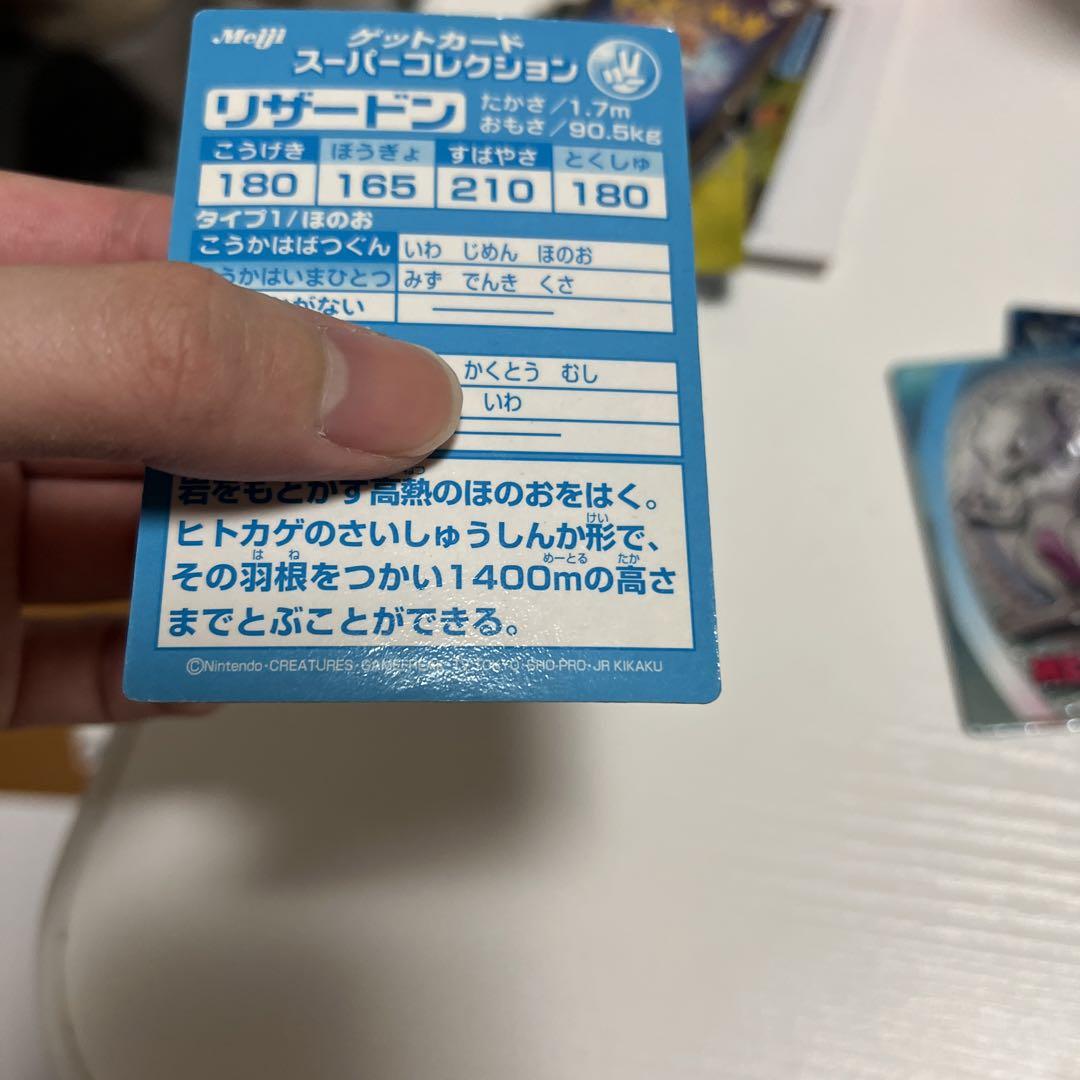 Meiji
ゲットカード
スーパーコレクション
リザードン
たかさ/1.7m
おもさ/90.5kg
こうげき ぼうぎょ すばやさ とくしゅ
180 165 210 180
タイプ1/ほのお
こうかはばつぐん いわ じめん ほのお
うかはいまひとつ みず でんき くさ
がない
かくとう むし
いわ
岩をもとかす高熱のほのおをはく。
ヒトカゲのさいしゅうしんか形で、
その羽根をつかい1400mの高さ
までとぶことができる。
©Nintendo・CREATURES・GAMEFREAK・TV TOKYO・SHO-PRO・JR KIKAKU